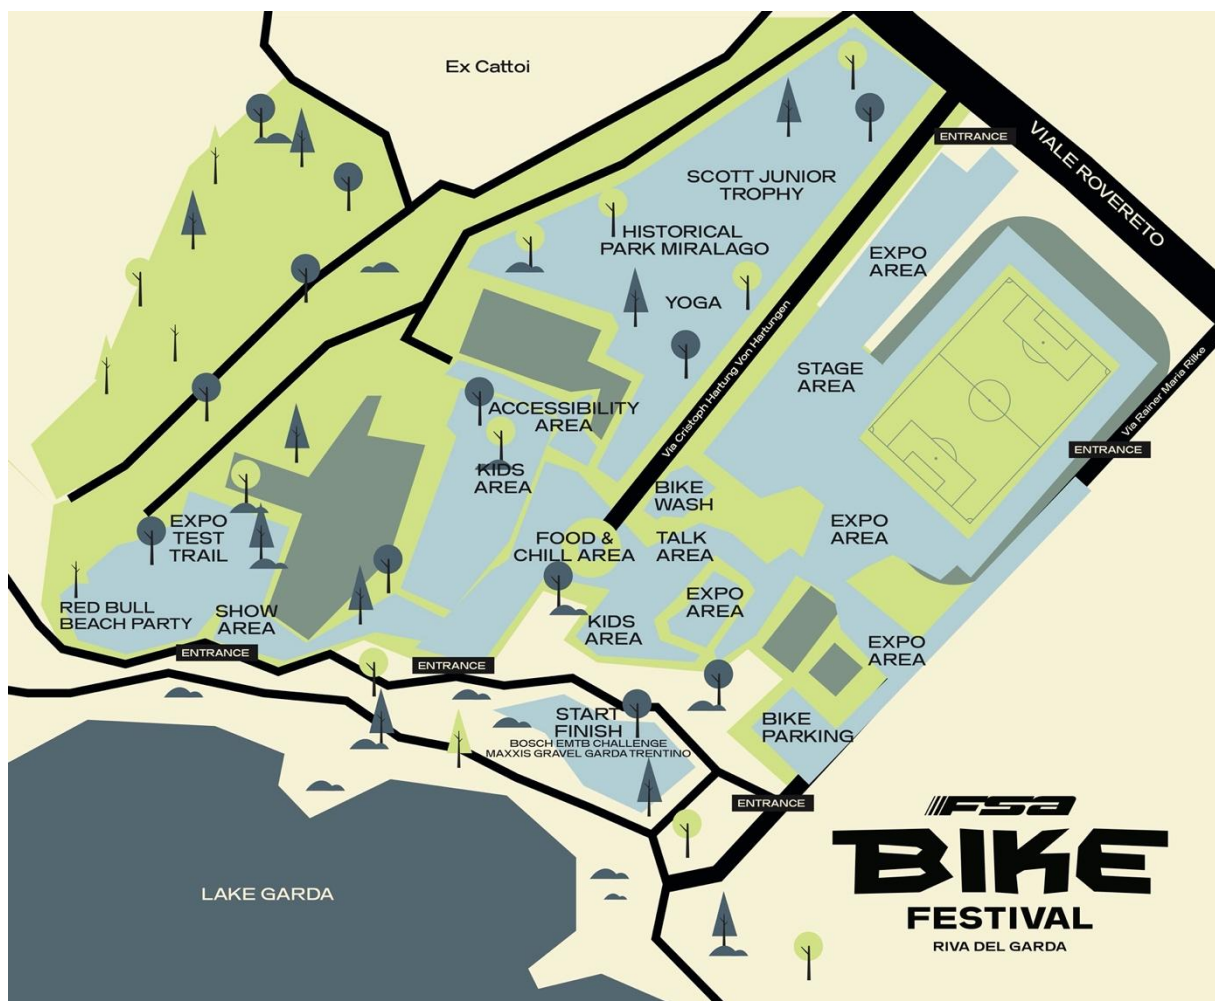 Ex Cattoi
ENTRANCE
VIALE ROVERETO
SCOTT JUNIOR
TROPHY
HISTORICAL
PARK MIRALAGO
EXPO
AREA
YOGA
Via Cristoph Hartung Von Hartungen
STAGE
AREA
Via Rainer Maria Rilke
ACCESSIBILITY
AREA
ENTRANCE
KIDS
AREA
BIKE
WASH
EXPO
TEST
TRAIL
FOOD &
CHILL AREA
TALK
AREA
EXPO
AREA
RED BULL
BEACH PARTY
SHOW
AREA
EXPO
AREA
KIDS
AREA
EXPO
AREA
ENTRANCE
ENTRANCE
START
FINISH
BOSCH EMTB CHALLENGE
MAXXIS GRAVEL GARDA TRENTINO
BIKE
PARKING
ENTRANCE
LAKE GARDA
FSA
BIKE
FESTIVAL
RIVA DEL GARDA